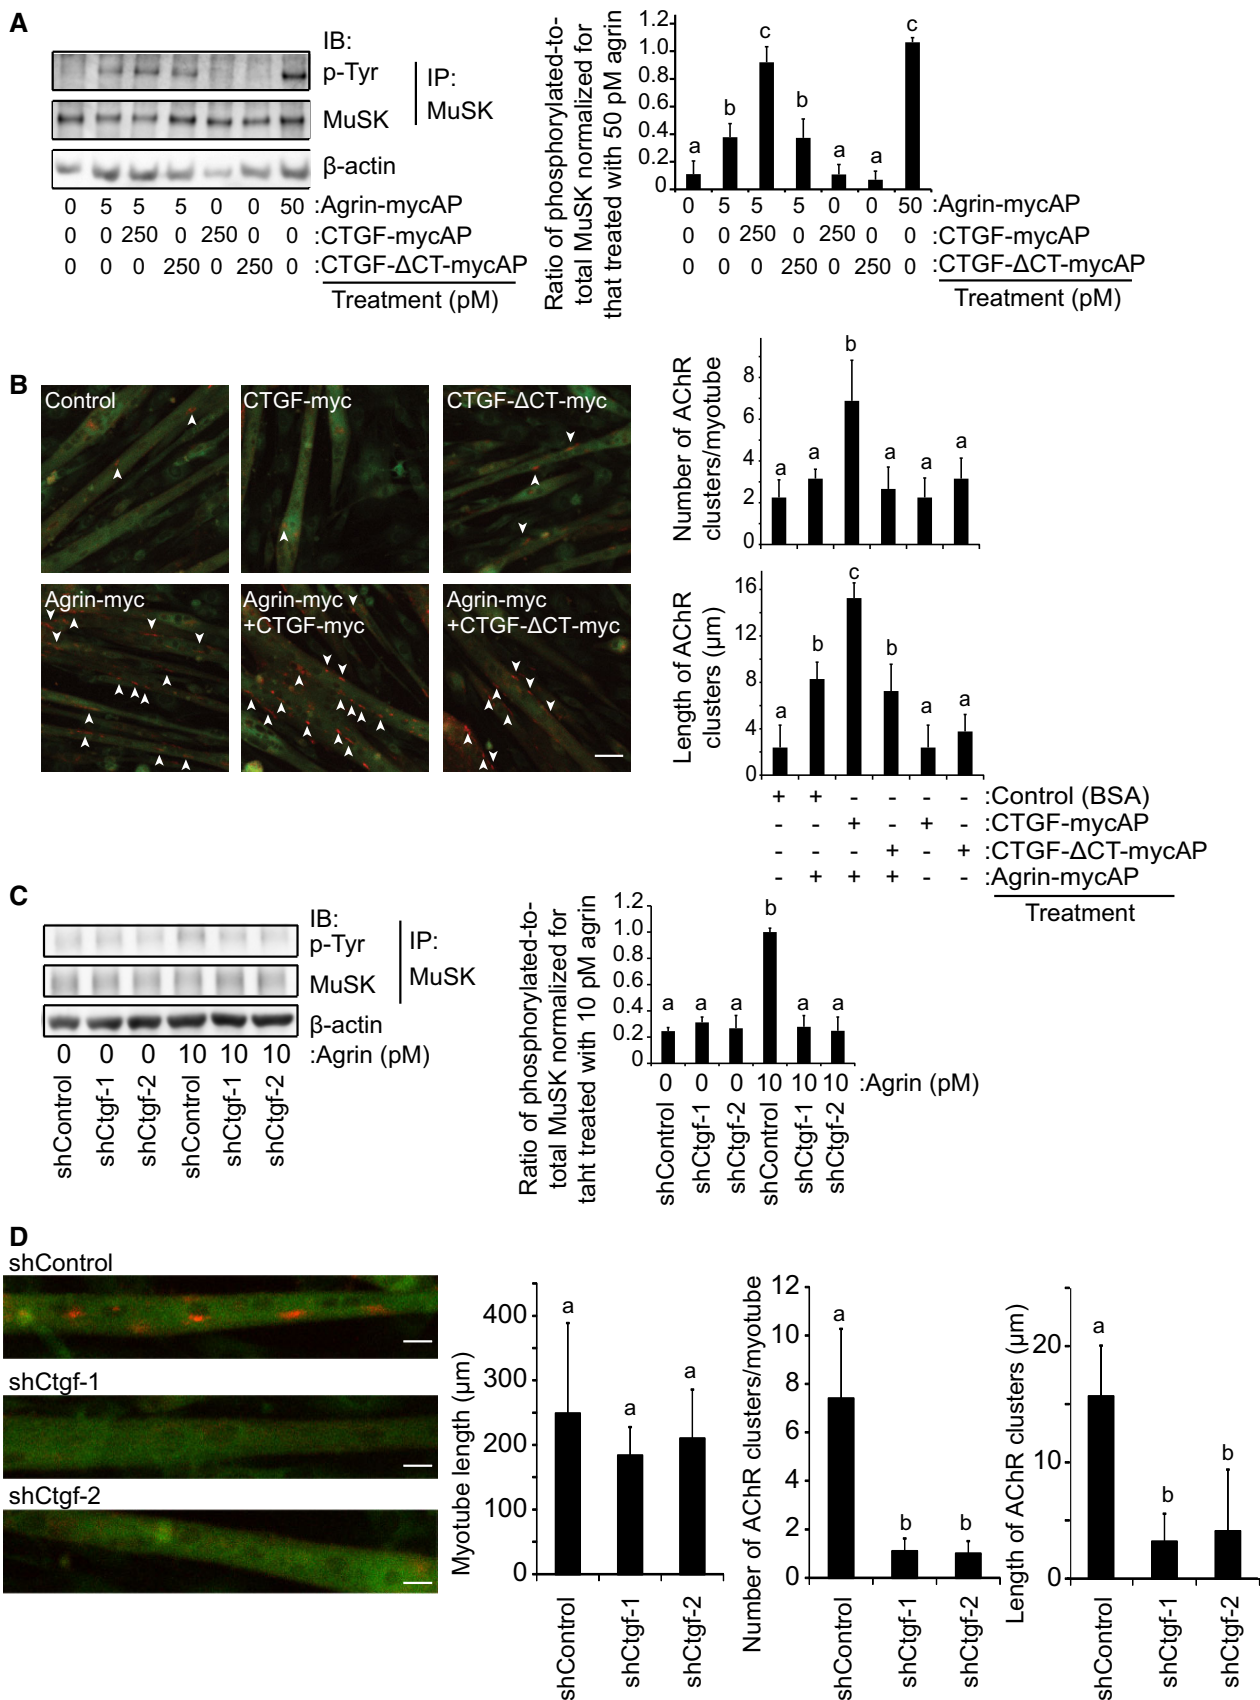 A
IB:
p-Tyr
IP:
MuSK
MuSK
β-actin
0 5 5 5 0 0 50 :Agrin-mycAP
0 0 250 0 250 0 0 :CTGF-mycAP
0 0 0 250 0 250 0 :CTGF-ΔCT-mycAP
Treatment (pM)
Ratio of phosphorylated-to-
total MuSK normalized for
that treated with 50 pM agrin
1.2
1.0
0.8
0.6
0.4
0.2
0
a b c b a a c
0 5 5 5 0 0 50 :Agrin-mycAP
0 0 250 0 250 0 0 :CTGF-mycAP
0 0 0 250 0 250 0 :CTGF-ΔCT-mycAP
Treatment (pM)
B
Control
CTGF-myc
CTGF-ΔCT-myc
Agrin-myc
Agrin-myc
+CTGF-myc
Agrin-myc
+CTGF-ΔCT-myc
Number of AChR
clusters/myotube
8
6
4
2
0
a a b a a a
Length of AChR
clusters (μm)
16
12
8
4
0
a b c b a a
+ + - - - - :Control (BSA)
- - + - + - :CTGF-mycAP
- - - + - + :CTGF-ΔCT-mycAP
- + + + - - :Agrin-mycAP
Treatment
C
IB:
p-Tyr
IP:
MuSK
MuSK
β-actin
0 0 0 10 10 10 :Agrin (pM)
shControl
shCtgf-1
shCtgf-2
shControl
shCtgf-1
shCtgf-2
Ratio of phosphorylated-to-
total MuSK normalized for
taht treated with 10 pM agrin
1.2
1.0
0.8
0.6
0.4
0.2
0
a a a b a a
0 0 0 10 10 10 :Agrin (pM)
shControl
shCtgf-1
shCtgf-2
shControl
shCtgf-1
shCtgf-2
D
shControl
shCtgf-1
shCtgf-2
Myotube length (μm)
400
300
200
100
0
a a a
shControl
shCtgf-1
shCtgf-2
Number of AChR clusters/myotube
12
10
8
6
4
2
0
a b b
shControl
shCtgf-1
shCtgf-2
Length of AChR clusters (μm)
20
10
0
a b b
shControl
shCtgf-1
shCtgf-2